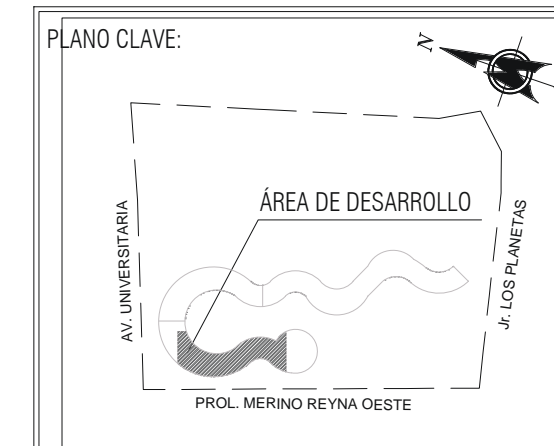 PLANO CLAVE:
N
ÁREA DE DESARROLLO
AV. UNIVERSITARIA
Jr. LOS PLANETAS
PROL. MERINO REYNA OESTE